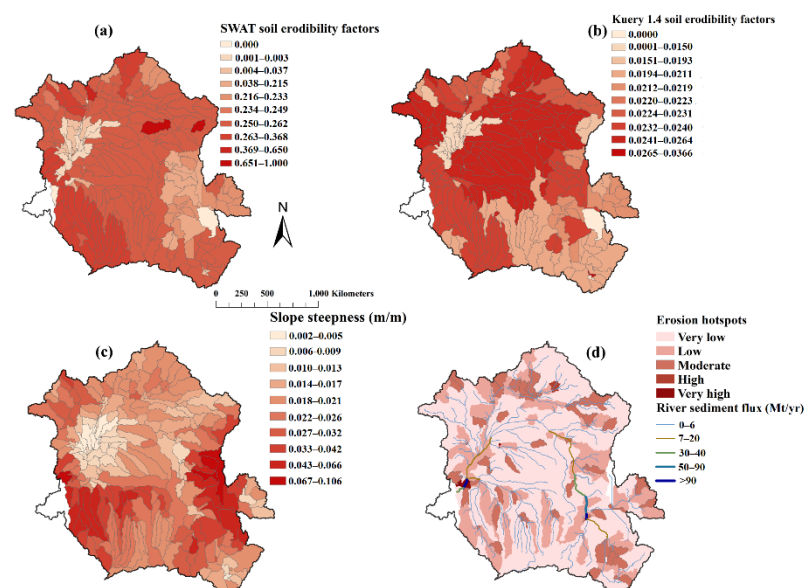 (a)
SWAT soil erodibility factors
0.000
0.001–0.003
0.004–0.037
0.038–0.215
0.216–0.233
0.234–0.249
0.250–0.262
0.263–0.368
0.369–0.650
0.651–1.000
N
0 250 500 1,000 Kilometers
Kuery 1.4 soil erodibility factors
(b)
0.0000
0.0001–0.0150
0.0151–0.0193
0.0194–0.0211
0.0212–0.0219
0.0220–0.0223
0.0224–0.0231
0.0232–0.0240
0.0241–0.0264
0.0265–0.0366
Slope steepness (m/m)
(c)
0.002–0.005
0.006–0.009
0.010–0.013
0.014–0.017
0.018–0.021
0.022–0.026
0.027–0.032
0.033–0.042
0.043–0.066
0.067–0.106
(d)
Erosion hotspots
Very low
Low
Moderate
High
Very high
River sediment flux (Mt/yr)
0–6
7–20
30–40
50–90
>90